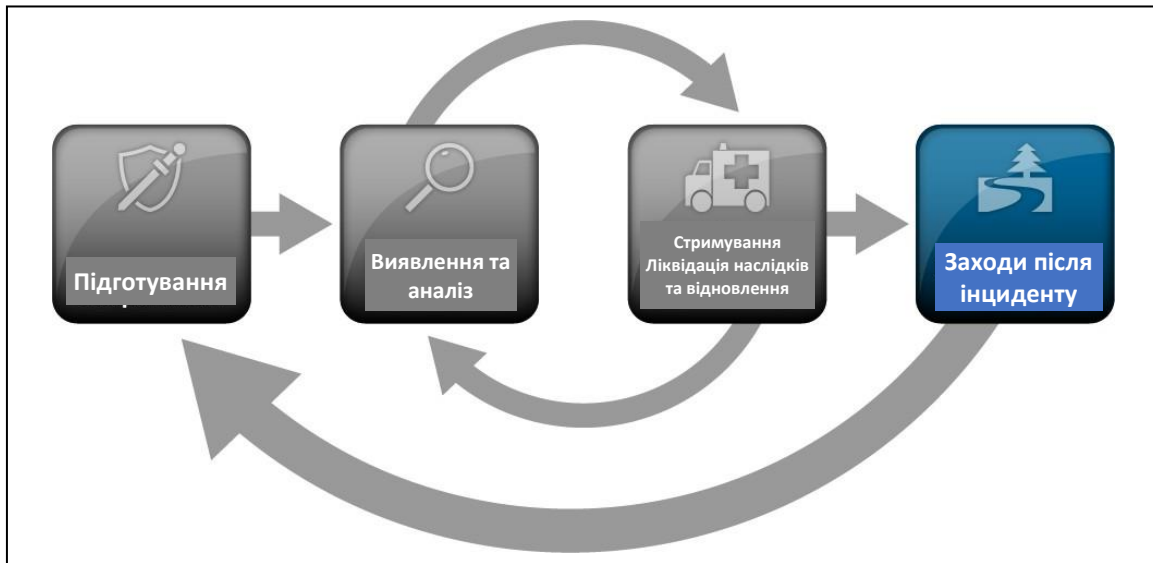 Підготування
Виявлення та
аналіз
Стримування
Ліквідація наслідків
та відновлення
Заходи після
інциденту